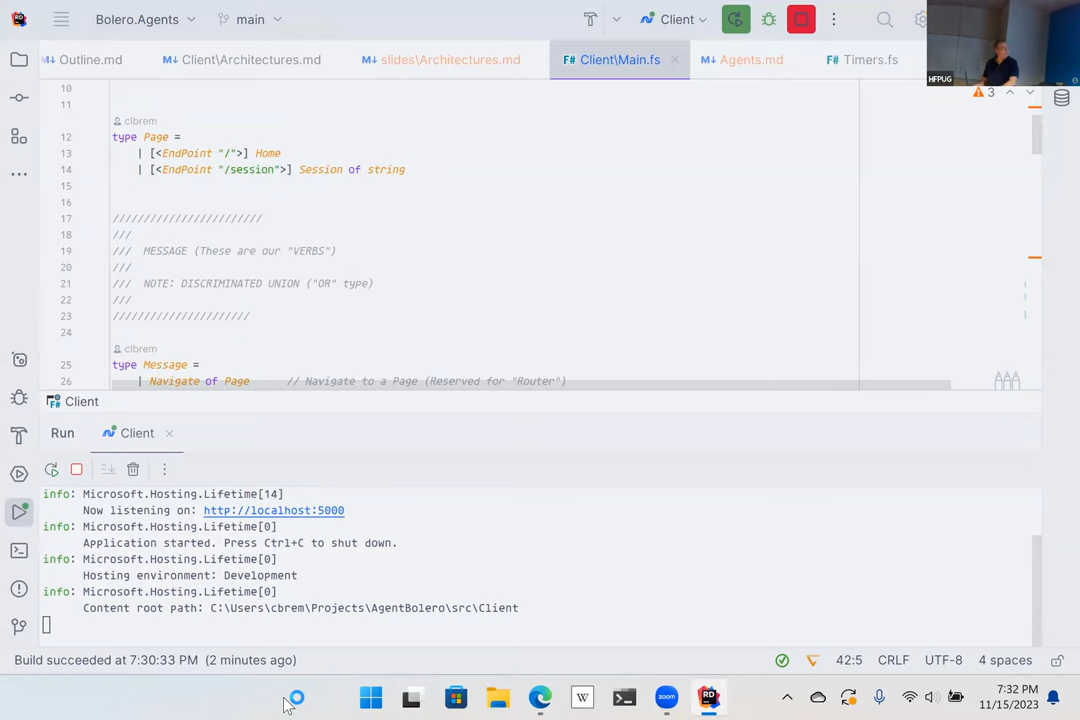 RD
Bolero.Agents
main
Client
Outline.md
Client\Architectures.md
slides\Architectures.md
F# Client\Main.fs
Agents.md
F# Timers.fs
HFPUG
3
10
11
clbrem
12 type Page =
13 | [<EndPoint "/">] Home
14 | [<EndPoint "/session">] Session of string
15
16
17 ////////////////////////
18 ///
19 /// MESSAGE (These are our "VERBS")
20 ///
21 /// NOTE: DISCRIMINATED UNION ("OR" type)
22 ///
23 //////////////////////
24
clbrem
25 type Message =
26 | Navigate of Page // Navigate to a Page (Reserved for "Router")
F# Client
Run
Client
info: Microsoft.Hosting.Lifetime[14]
Now listening on: http://localhost:5000
info: Microsoft.Hosting.Lifetime[0]
Application started. Press Ctrl+C to shut down.
info: Microsoft.Hosting.Lifetime[0]
Hosting environment: Development
info: Microsoft.Hosting.Lifetime[0]
Content root path: C:\Users\cbrem\Projects\AgentBolero\src\Client
Build succeeded at 7:30:33 PM (2 minutes ago)
42:5
CRLF
UTF-8
4 spaces
W
zoom
RD
7:32 PM
11/15/2023